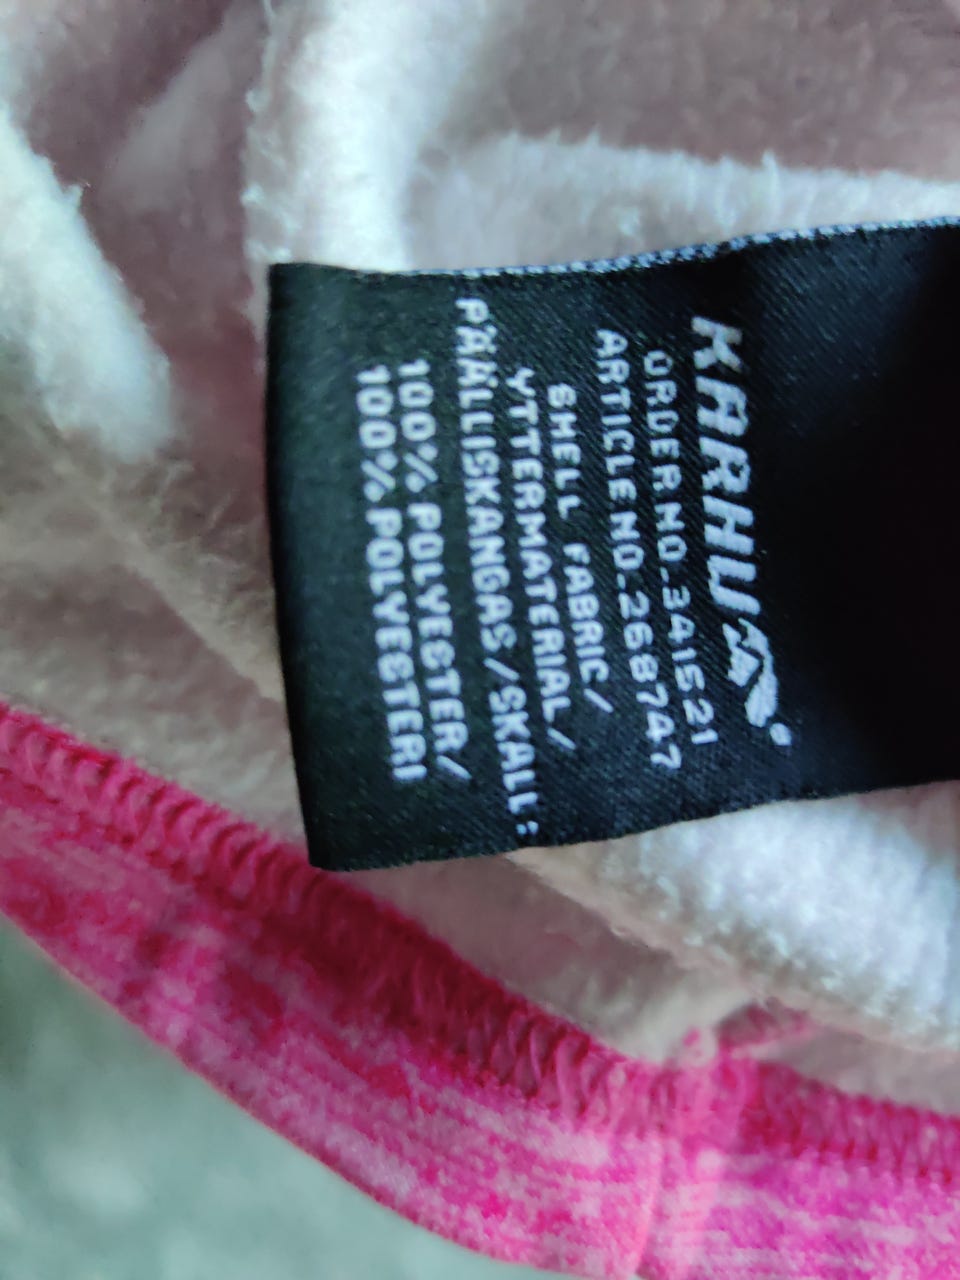 KARHU
ORDER NO.341521
ARTICLE NO.268747
SHELL FABRIC/
YTTERMATERIAL/
PÄÄLLISKANGAS/SKALL:
100% POLYESTER/
100% POLYESTERI